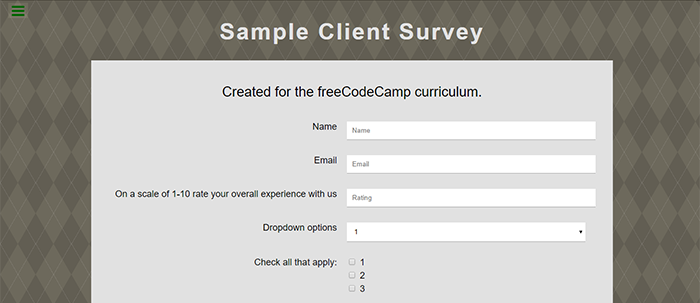 Sample Client Survey
Created for the freeCodeCamp curriculum.
Name
Name
Email
Email
On a scale of 1-10 rate your overall experience with us
Rating
Dropdown options
1
Check all that apply:
1
2
3